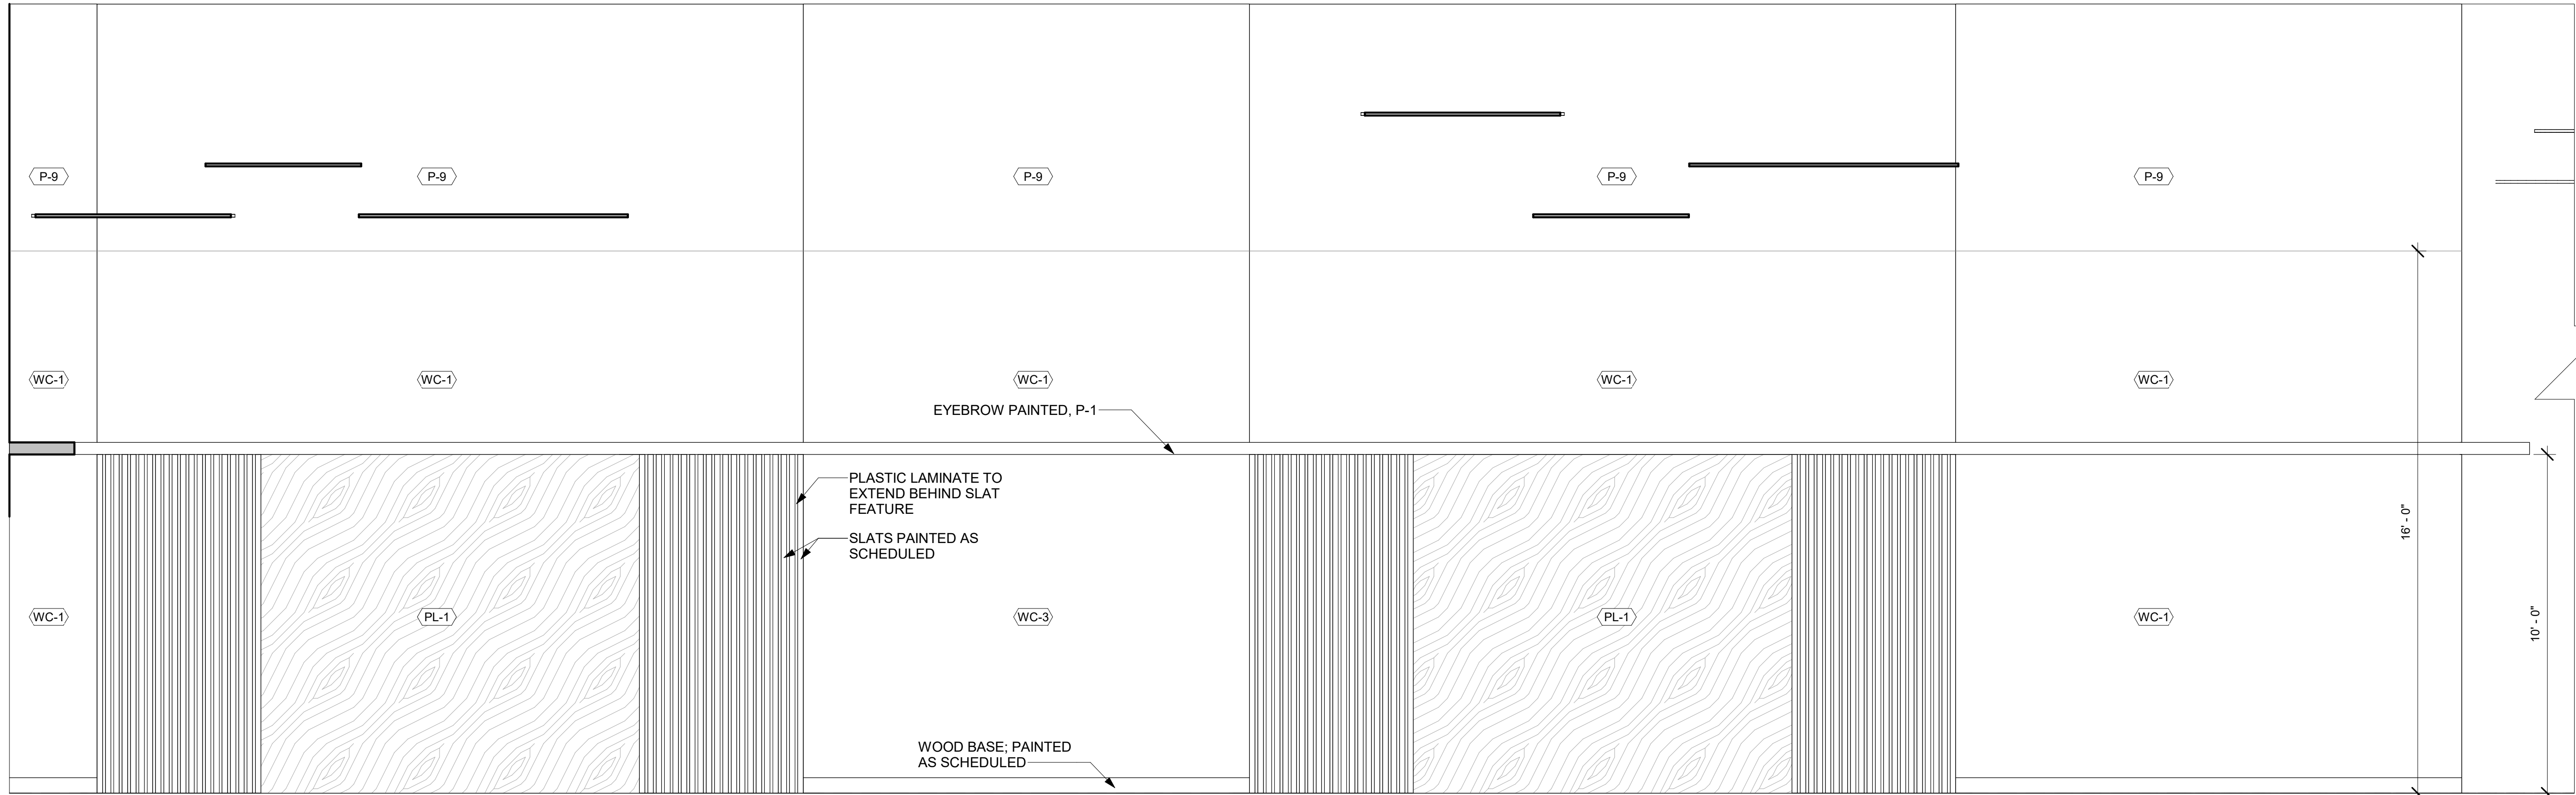 P-9
P-9
P-9
P-9
P-9
WC-1
WC-1
WC-1
WC-1
WC-1
EYEBROW PAINTED, P-1
PLASTIC LAMINATE TO
EXTEND BEHIND SLAT
FEATURE
SLATS PAINTED AS
SCHEDULED
16' - 0"
10' - 0"
WC-1
PL-1
WC-3
PL-1
WC-1
WOOD BASE; PAINTED
AS SCHEDULED